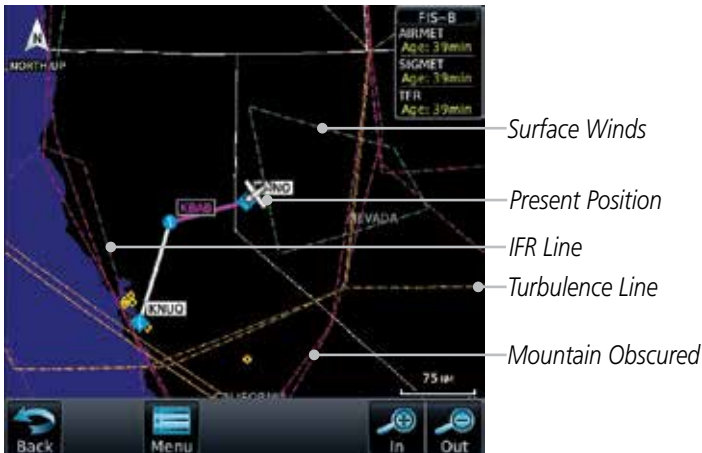 FIS-B
AIRMET
Age: 39min
SIGMET
Age: 39min
TFR
Age: 39min
N
NORTH UP
Surface Winds
KBAB
Present Position
NEVADA
IFR Line
Turbulence Line
KNUQ
Mountain Obscured
75
Back
Menu
In
Out